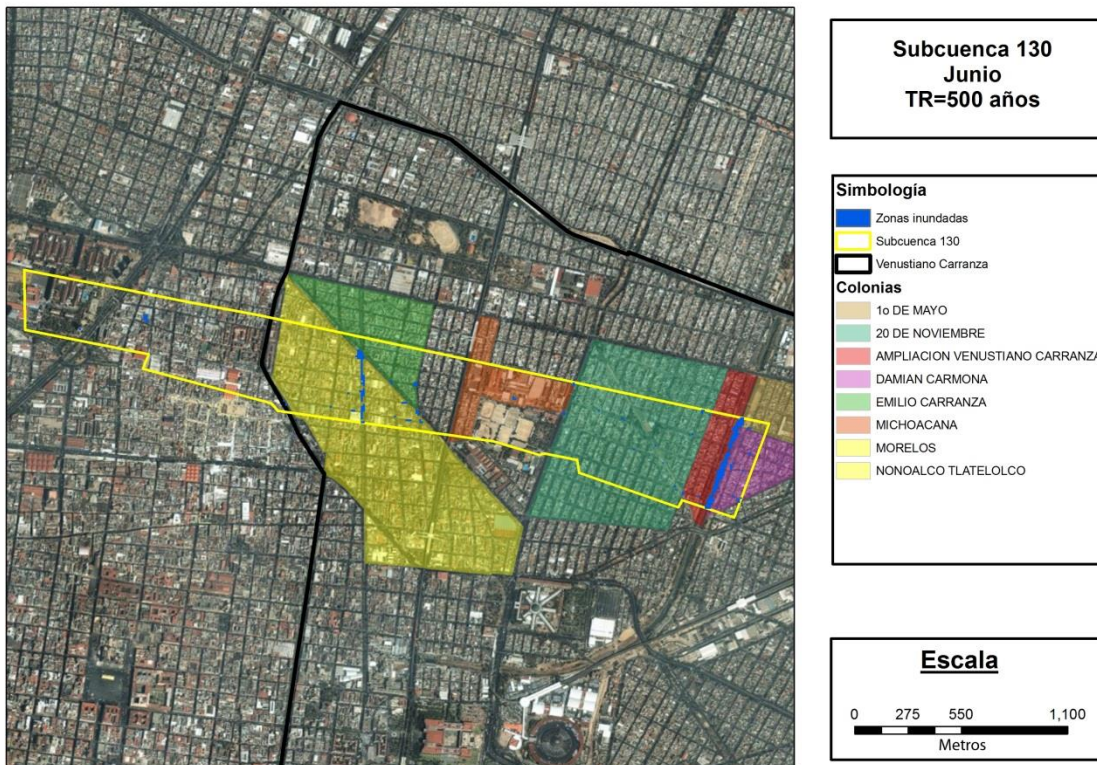 Subcuenca 130
Junio
TR=500 años
Simbología
Zonas inundadas
Subcuenca 130
Venustiano Carranza
Colonias
1o DE MAYO
20 DE NOVIEMBRE
AMPLIACION VENUSTIANO CARRANZA
DAMIAN CARMONA
EMILIO CARRANZA
MICHOACANA
MORELOS
NONOALCO TLATELOLCO
Escala
0 275 550 1,100
Metros